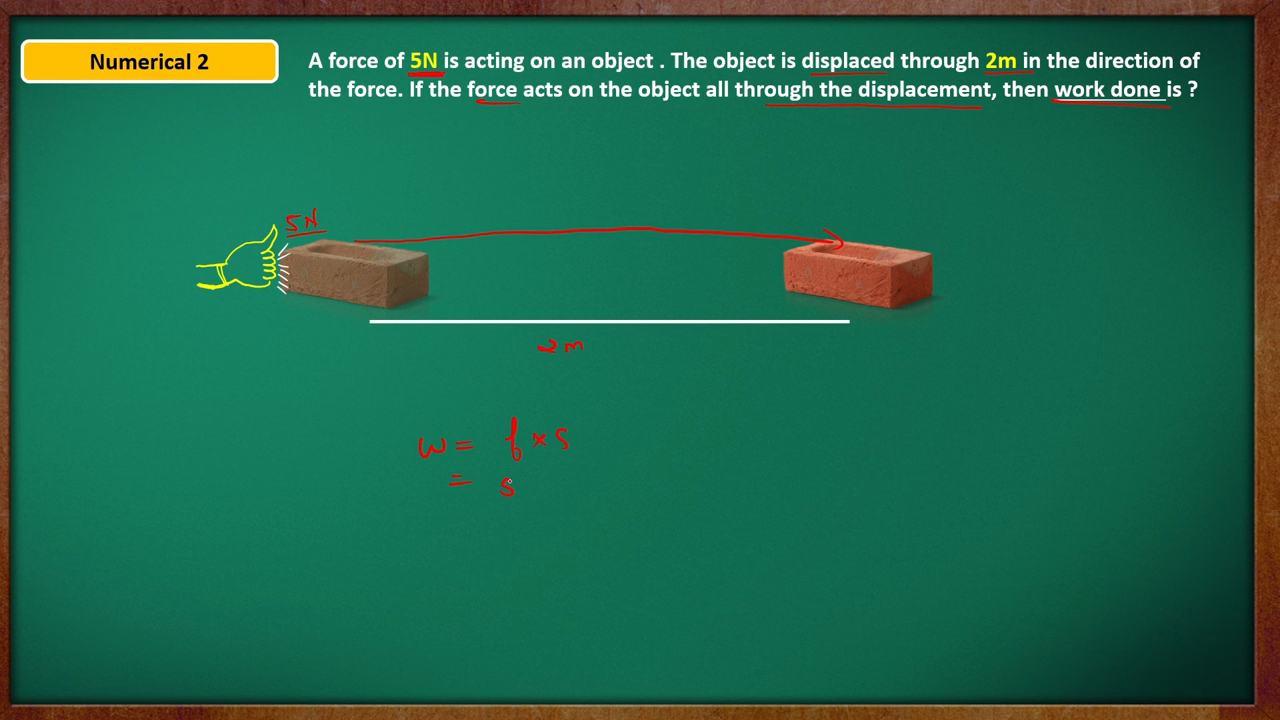 Numerical 2
A force of 5N is acting on an object . The object is displaced through 2m in the direction of
the force. If the force acts on the object all through the displacement, then work done is ?
5N
2m
W = f × s
= 5